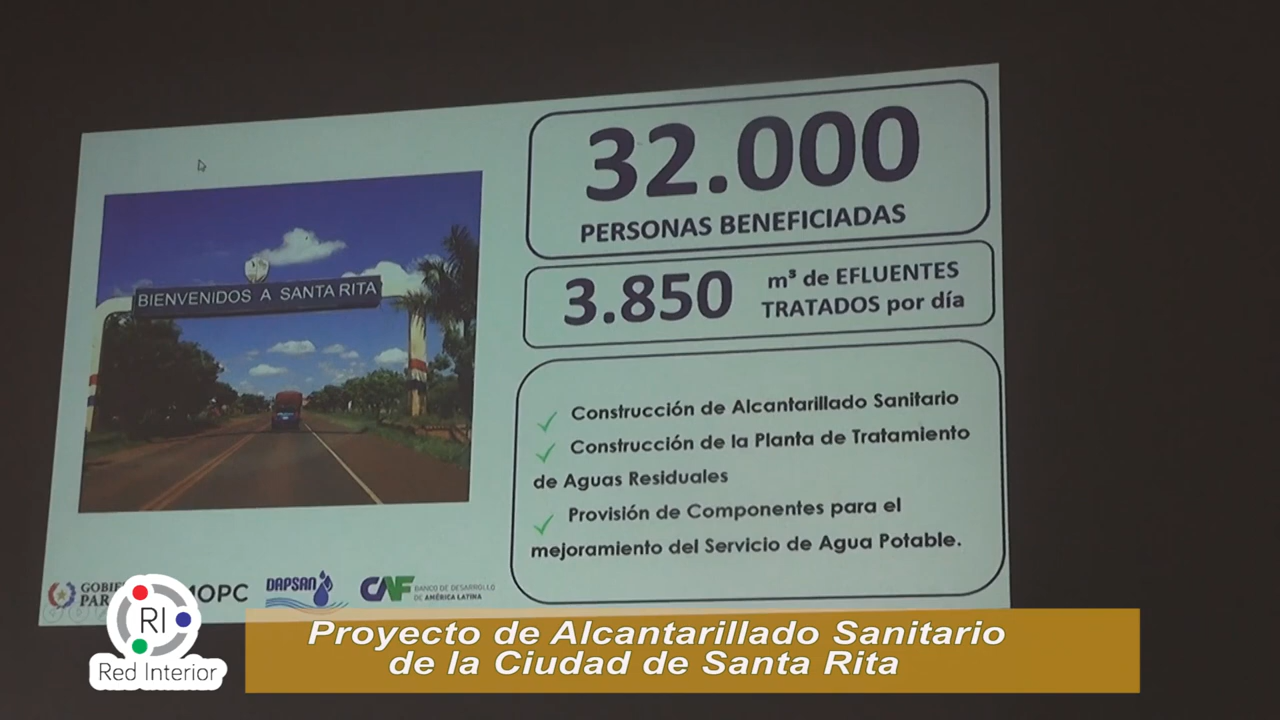 32.000
PERSONAS BENEFICIADAS
BIENVENIDOS A SANTA RITA
3.850
m³ de EFLUENTES
TRATADOS por día
Construcción de Alcantarillado Sanitario
Construcción de la Planta de Tratamiento
de Aguas Residuales
Provisión de Componentes para el
mejoramiento del Servicio de Agua Potable.
DAPSAN
CAF
BANCO DE DESARROLLO
DE AMÉRICA LATINA
RI
Red Interior
Proyecto de Alcantarillado Sanitario
de la Ciudad de Santa Rita